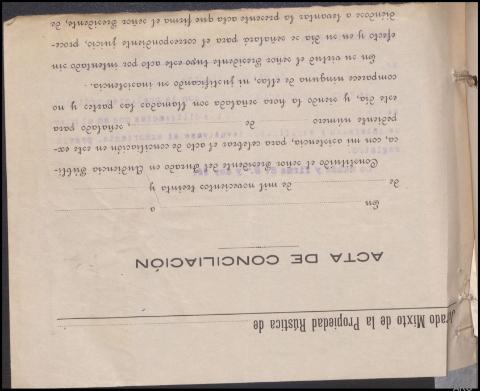 rado Mixto de la Propiedad Rústica de
ACTA DE CONCILIACIÓN
En a
de de mil novecientos treinta y
Constituído el señor Presidente del Jurado en Audiencia Públi-
ca, con mi asistencia, para celebrar el acto de conciliación en este ex-
pediente número de , señalado para
este día, y siendo la hora señalada son llamadas las partes y no
comparece ninguna de ellas, ni justificando su inasistencia.
En su virtud el señor Presidente tuvo este acto por intentado sin
efecto y en su día se señalará para el correspondiente juicio, proce-
diéndose a levantar la presente acta que firma el señor Presidente, de